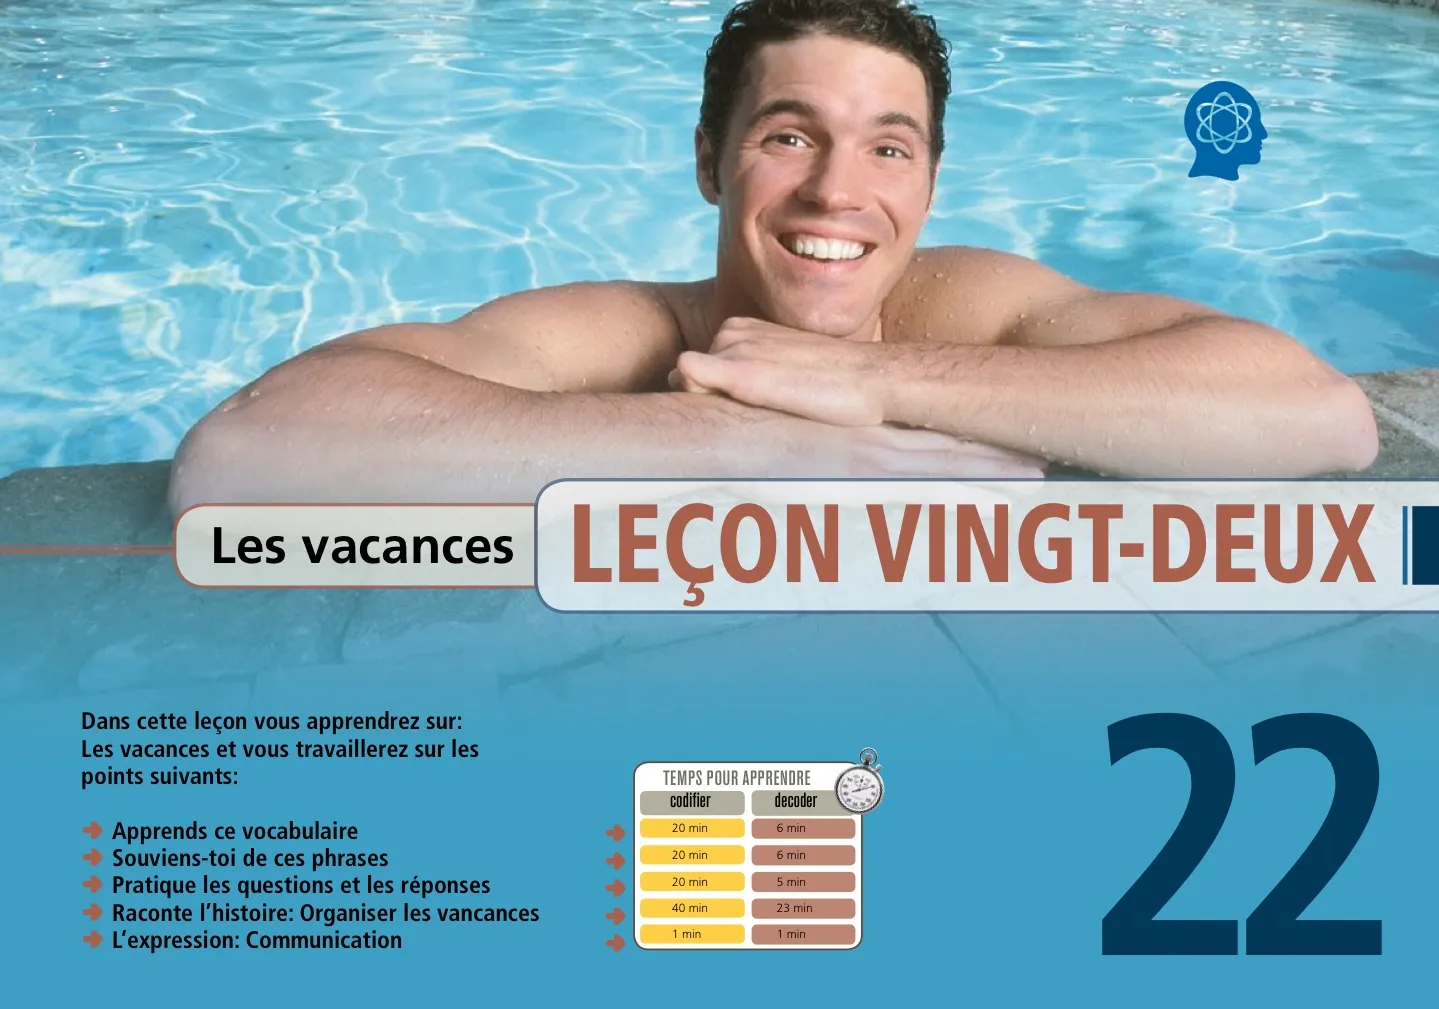 Les vacances
LEÇON VINGT-DEUX
Dans cette leçon vous apprendrez sur:
Les vacances et vous travaillerez sur les
points suivants:
Apprends ce vocabulaire
Souviens-toi de ces phrases
Pratique les questions et les réponses
Raconte l’histoire: Organiser les vancances
L’expression: Communication
TEMPS POUR APPRENDRE
codifier decoder
20 min 6 min
20 min 6 min
20 min 5 min
40 min 23 min
1 min 1 min
22